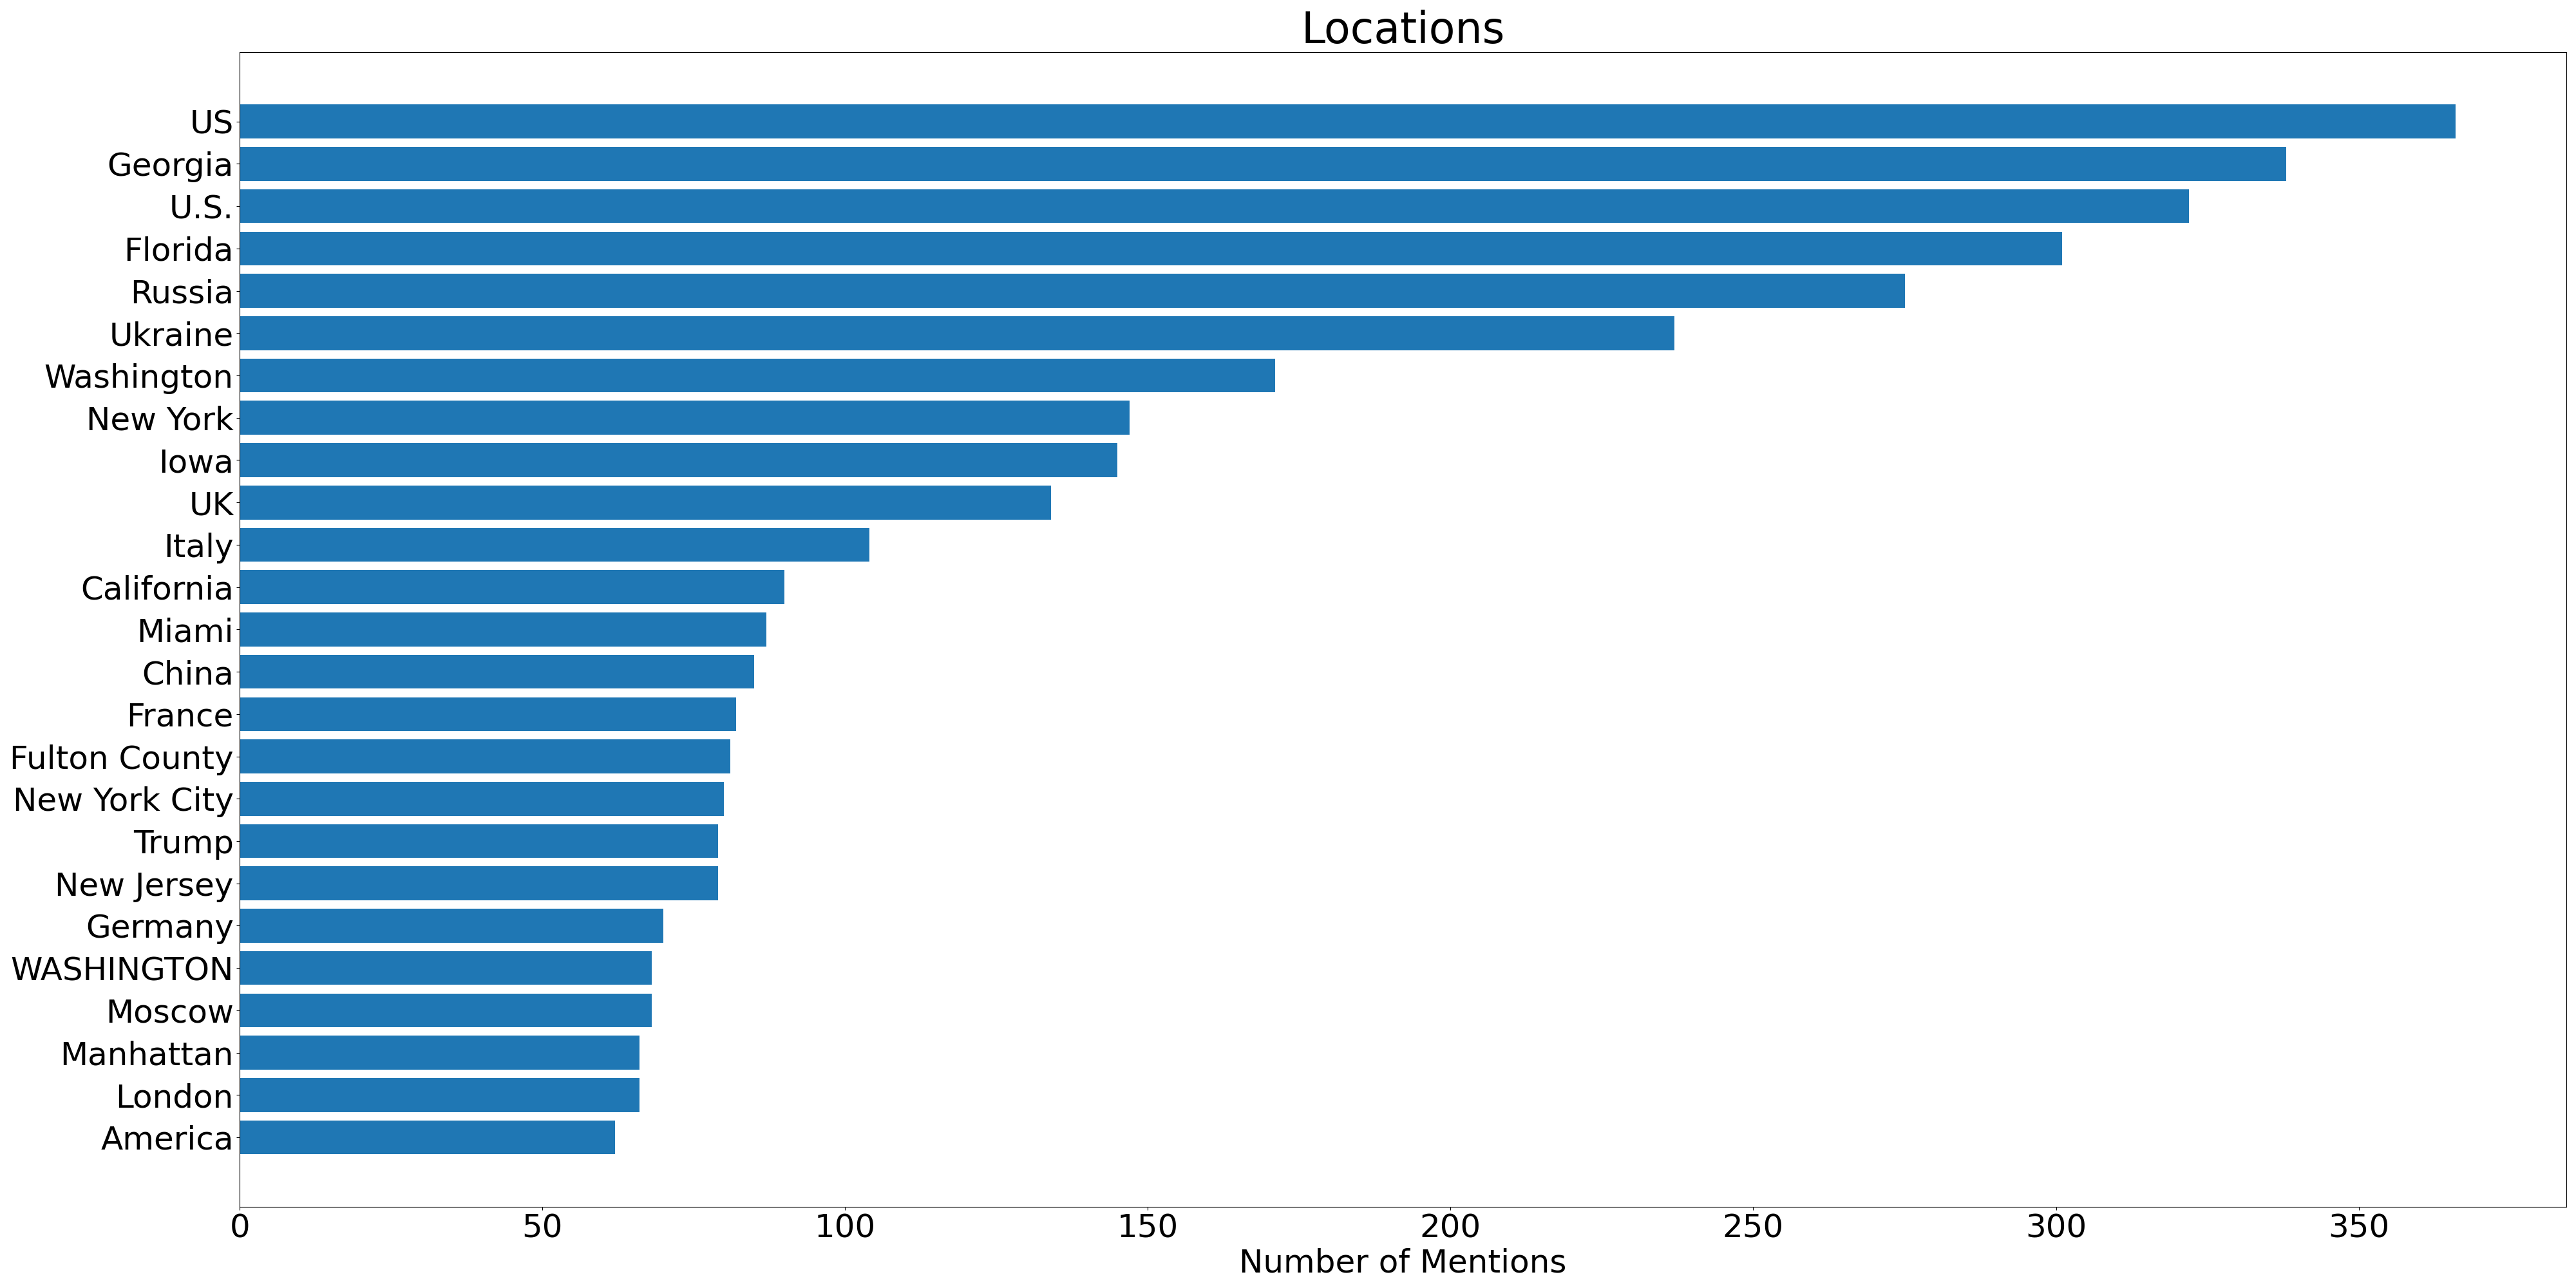 Locations
US
Georgia
U.S.
Florida
Russia
Ukraine
Washington
New York
Iowa
UK
Italy
California
Miami
China
France
Fulton County
New York City
Trump
New Jersey
Germany
WASHINGTON
Moscow
Manhattan
London
America
0 50 100 150 200 250 300 350
Number of Mentions